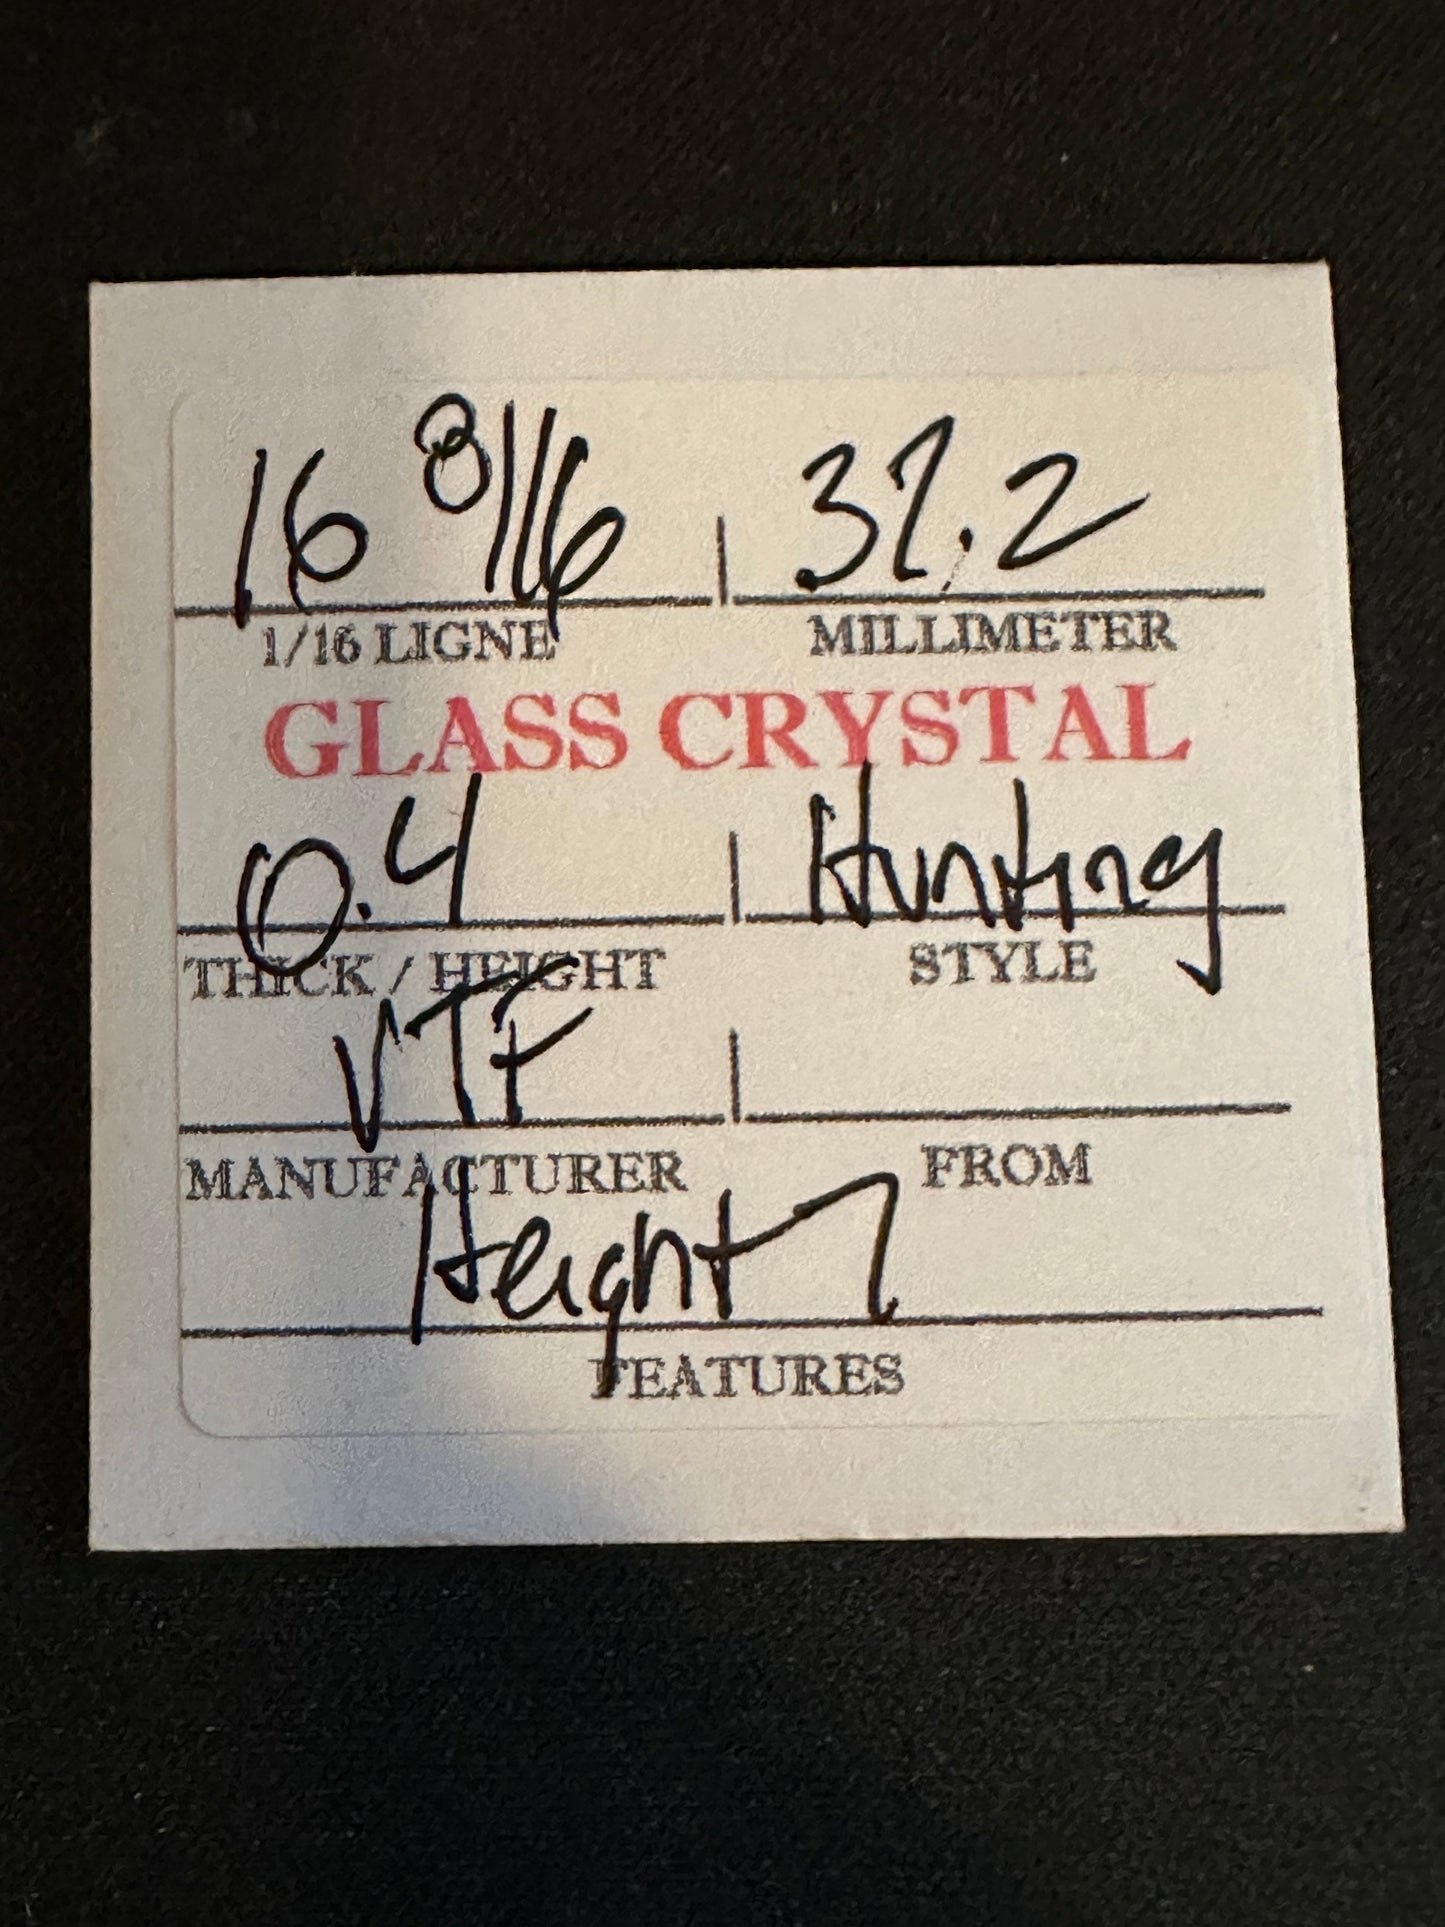 16 8/16 37.2
1/16 LIGNE MILLIMETER
GLASS CRYSTAL
0.4 Hunting
THICK / HEIGHT STYLE
VTF
MANUFACTURER FROM
Height 7
FEATURES